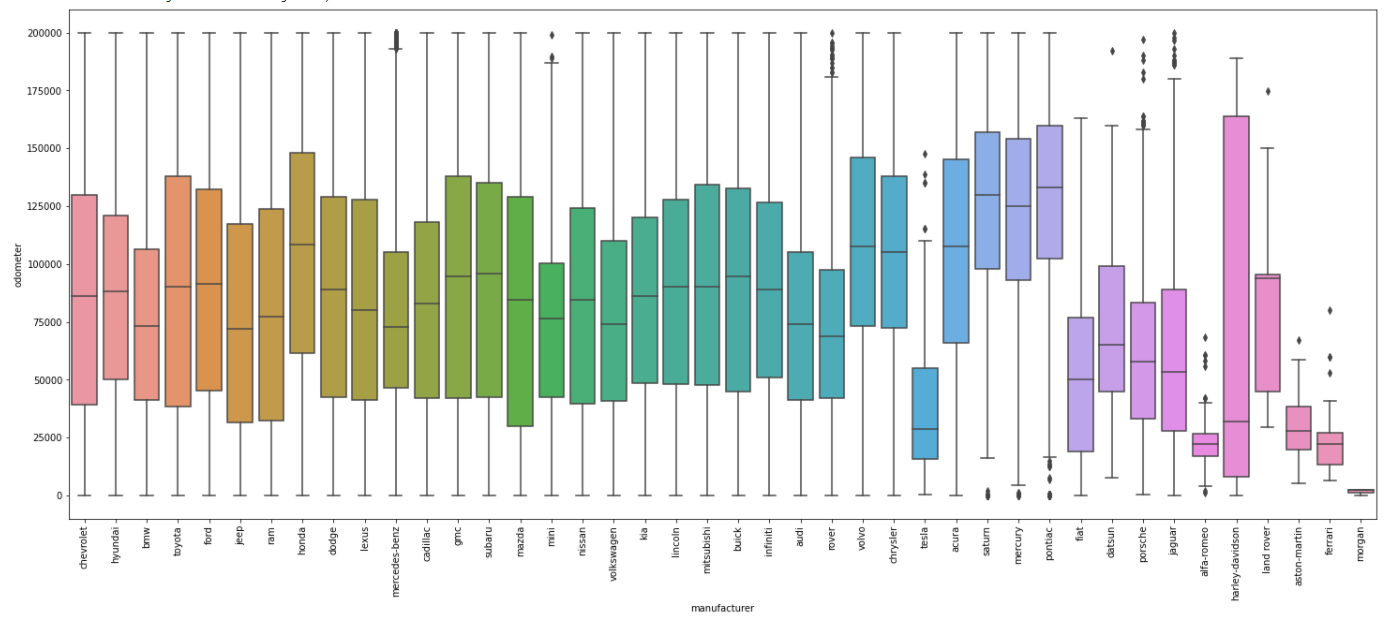 200000
175000
150000
125000
100000
75000
50000
25000
0
odometer
chevrolet
hyundai
bmw
toyota
ford
jeep
ram
honda
dodge
lexus
mercedes-benz
cadillac
gmc
subaru
mazda
mini
nissan
volkswagen
kia
lincoln
mitsubishi
buick
infiniti
audi
rover
volvo
chrysler
tesla
acura
saturn
mercury
pontiac
fiat
datsun
porsche
jaguar
alfa-romeo
harley-davidson
land rover
aston-martin
ferrari
morgan
manufacturer